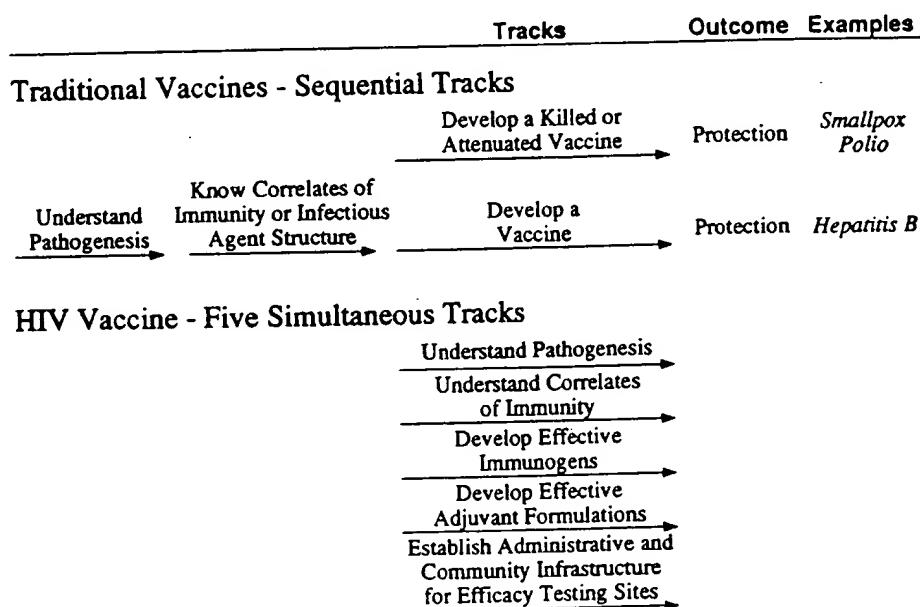 Tracks Outcome Examples
Traditional Vaccines - Sequential Tracks
Develop a Killed or
Attenuated Vaccine
Protection
Smallpox
Polio
Understand
Pathogenesis
Know Correlates of
Immunity or Infectious
Agent Structure
Develop a
Vaccine
Protection
Hepatitis B
HIV Vaccine - Five Simultaneous Tracks
Understand Pathogenesis
Understand Correlates
of Immunity
Develop Effective
Immunogens
Develop Effective
Adjuvant Formulations
Establish Administrative and
Community Infrastructure
for Efficacy Testing Sites